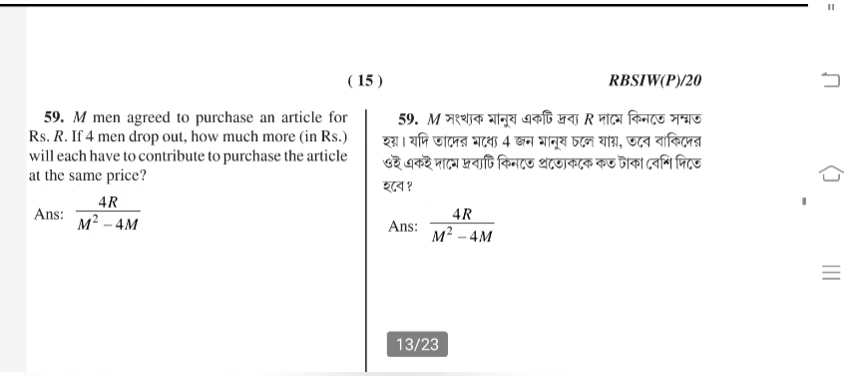 ( 15 )
RBSIW(P)/20
59. M men agreed to purchase an article for
Rs. R. If 4 men drop out, how much more (in Rs.)
will each have to contribute to purchase the article
at the same price?
Ans: 4R / M² – 4M
59. M সংখ্যক মানুষ একটি দ্রব্য R দামে কিনতে সম্মত
হয়। যদি তাদের মধ্যে 4 জন মানুষ চলে যায়, তবে বাকিদের
ওই একই দামে দ্রব্যটি কিনতে প্রত্যেককে কত টাকা বেশি দিতে
হবে?
Ans: 4R / M² – 4M
13/23